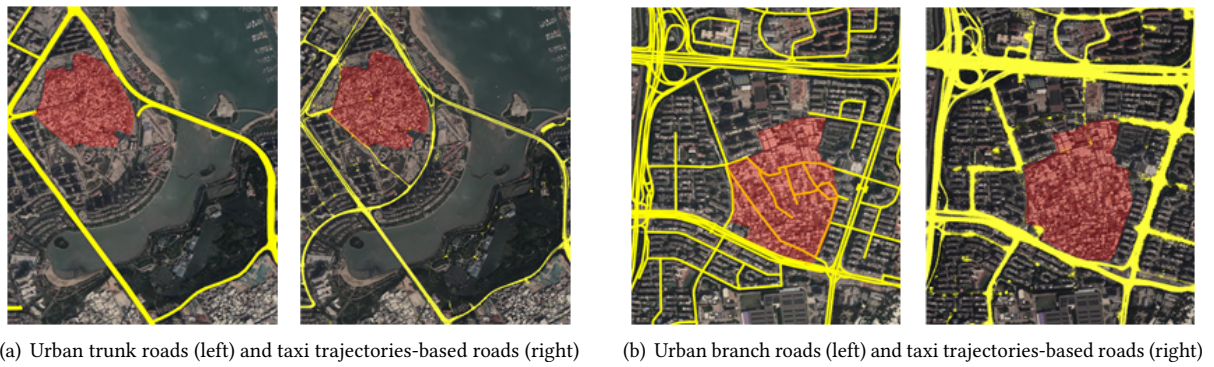 (a) Urban trunk roads (left) and taxi trajectories-based roads (right)
(b) Urban branch roads (left) and taxi trajectories-based roads (right)